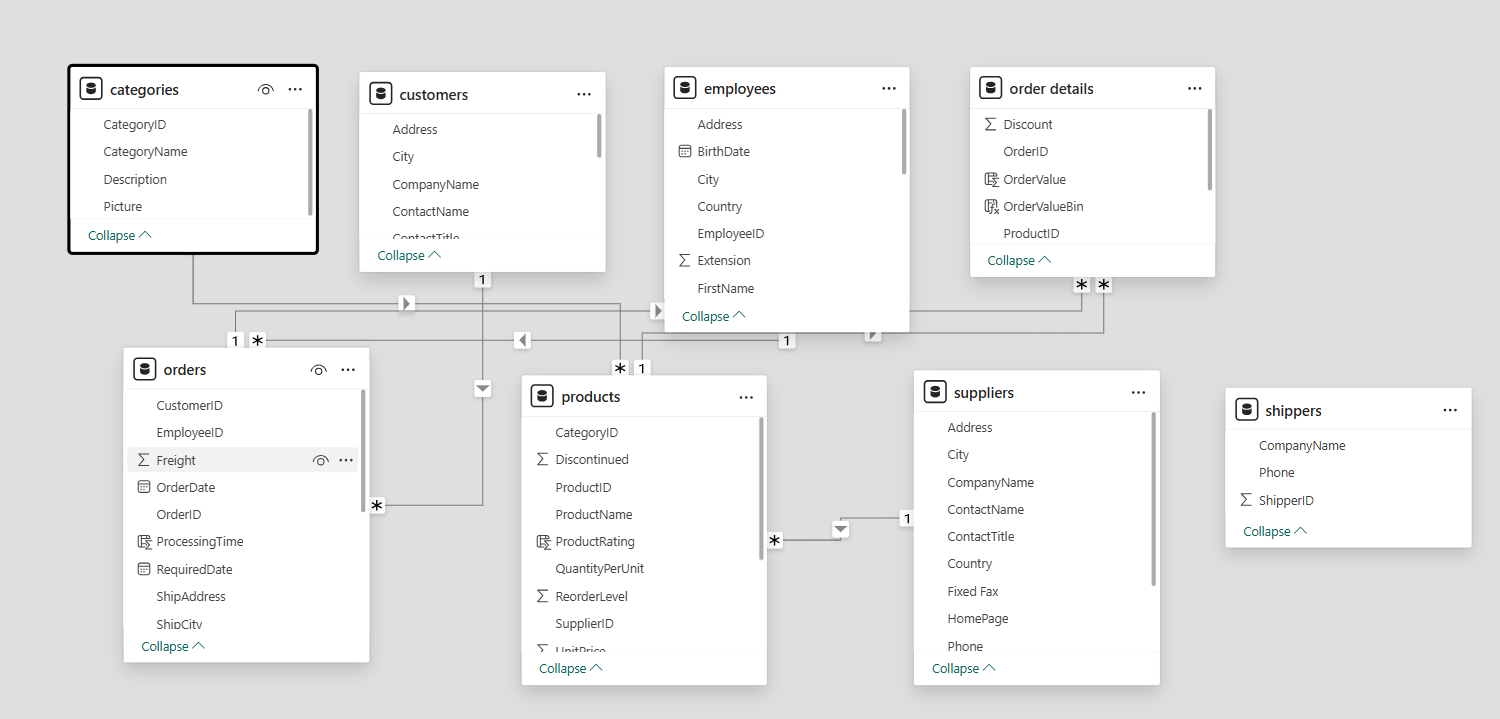 categories
CategoryID
CategoryName
Description
Picture
Collapse
customers
Address
City
CompanyName
ContactName
ContactTitle
Collapse
employees
Address
BirthDate
City
Country
EmployeeID
Extension
FirstName
Collapse
order details
Discount
OrderID
OrderValue
OrderValueBin
ProductID
Collapse
1
*
*
1
*
1
*
1
orders
CustomerID
EmployeeID
Freight
OrderDate
OrderID
ProcessingTime
RequiredDate
ShipAddress
ShipCity
Collapse
*
products
CategoryID
Discontinued
ProductID
ProductName
ProductRating
QuantityPerUnit
ReorderLevel
SupplierID
UnitPrice
Collapse
*
1
suppliers
Address
City
CompanyName
ContactName
ContactTitle
Country
Fixed Fax
HomePage
Phone
Collapse
shippers
CompanyName
Phone
ShipperID
Collapse